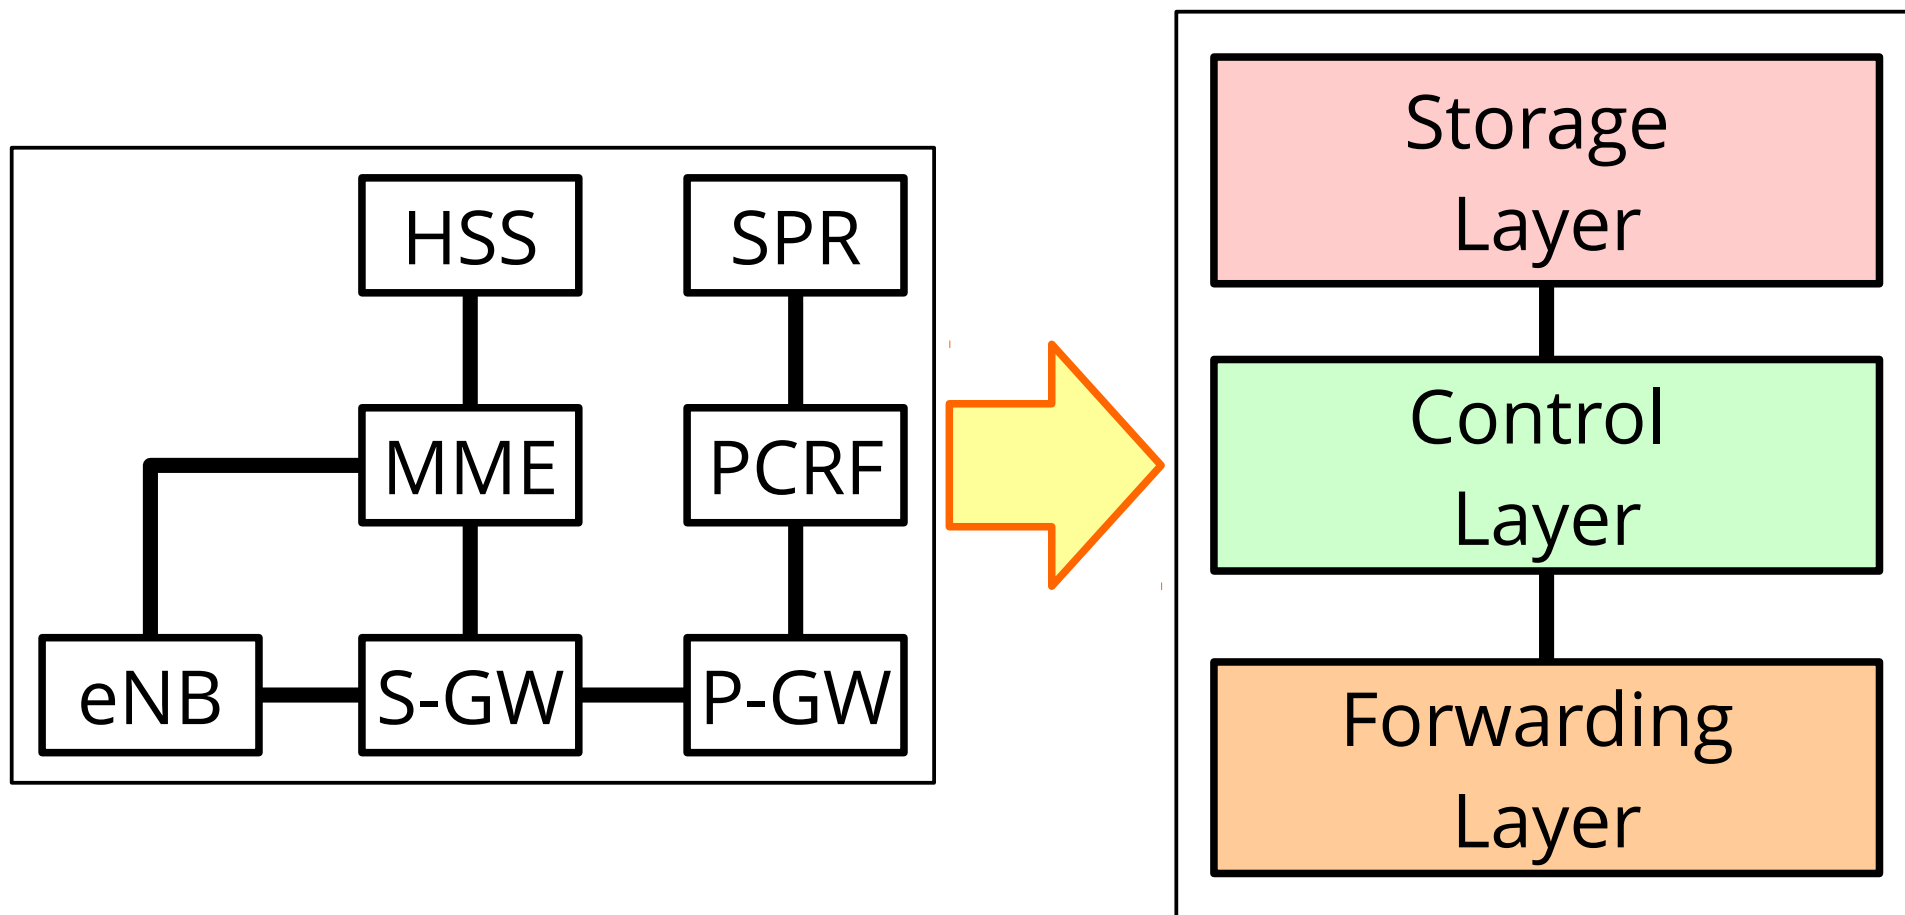 HSS
SPR
MME
PCRF
eNB
S-GW
P-GW
Storage
Layer
Control
Layer
Forwarding
Layer